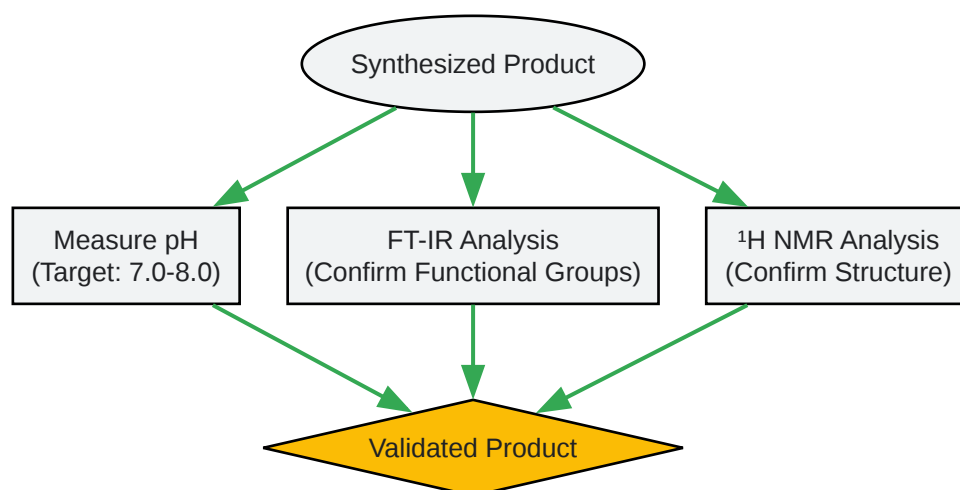 Synthesized Product
Measure pH
(Target: 7.0-8.0)
FT-IR Analysis
(Confirm Functional Groups)
¹H NMR Analysis
(Confirm Structure)
Validated Product